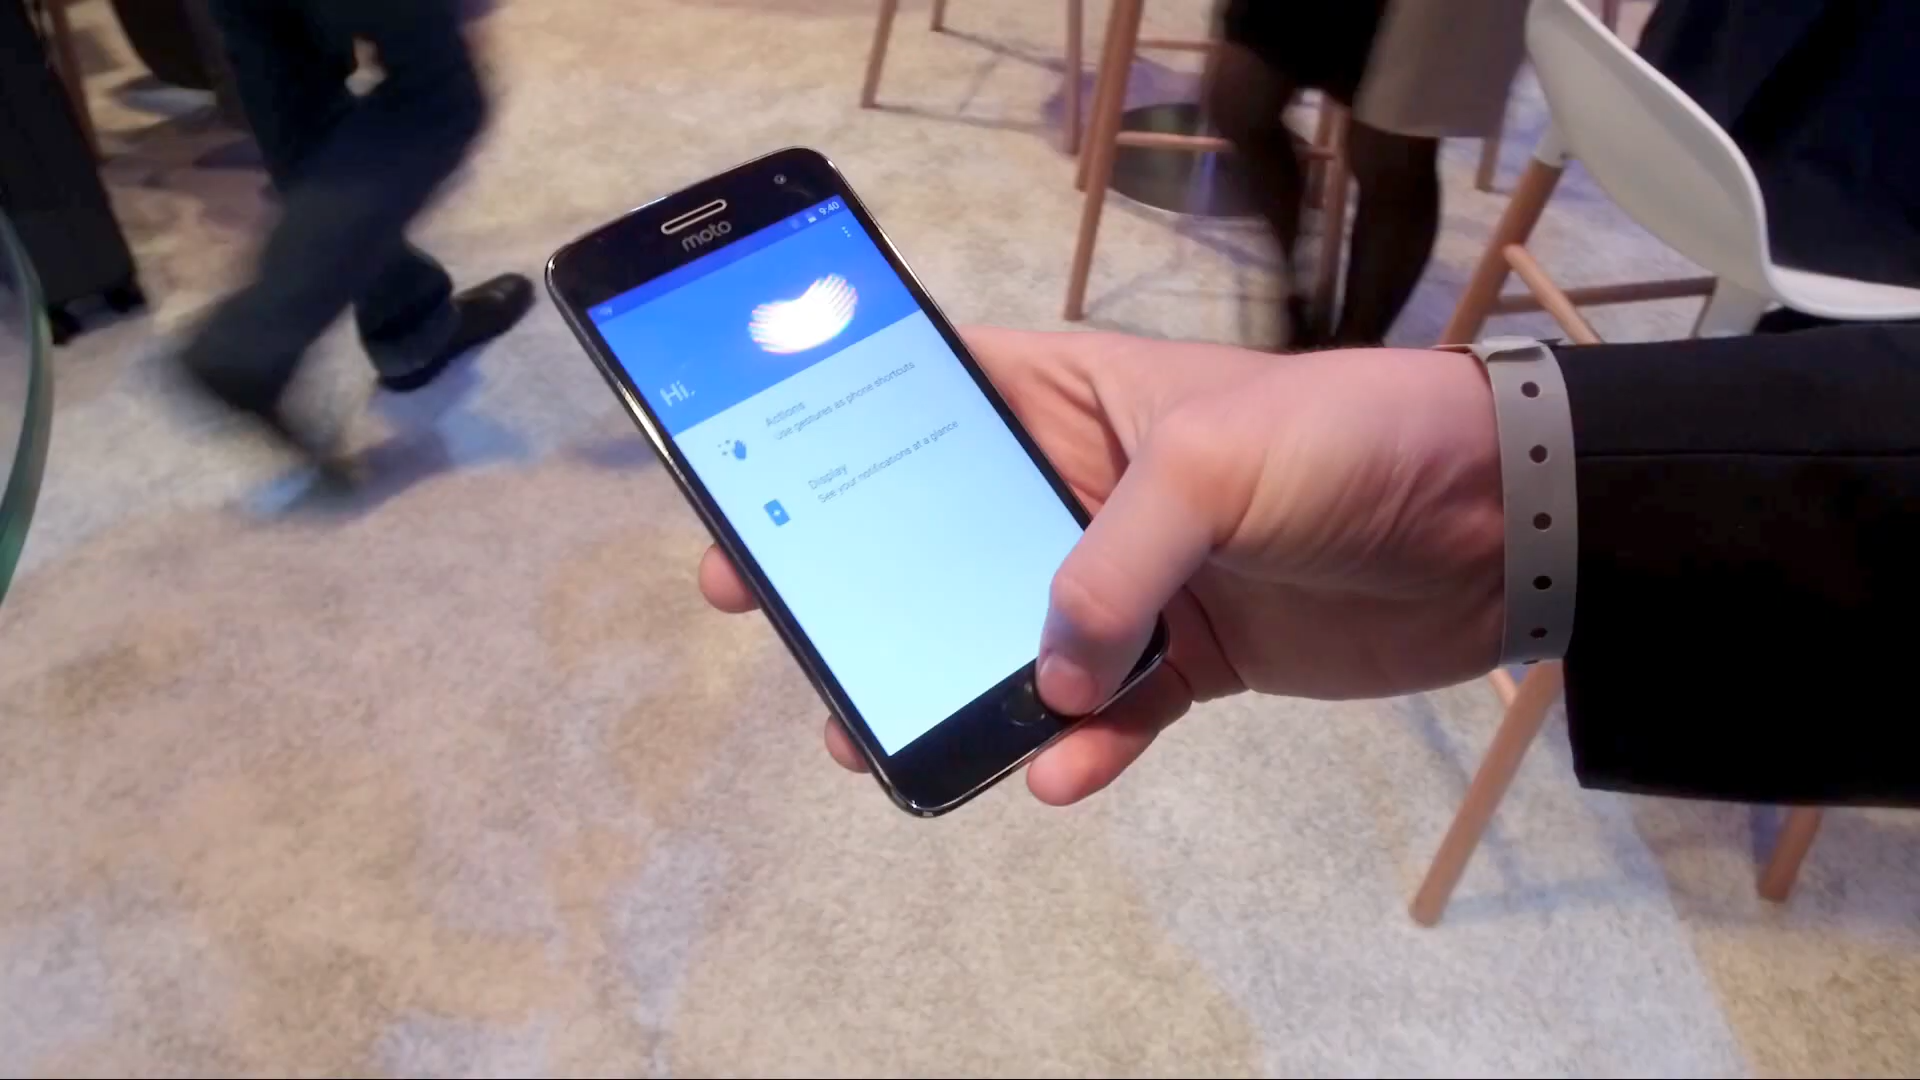 moto
9:40
Hi.
Actions
Use gestures as phone shortcuts
Display
See your notifications at a glance